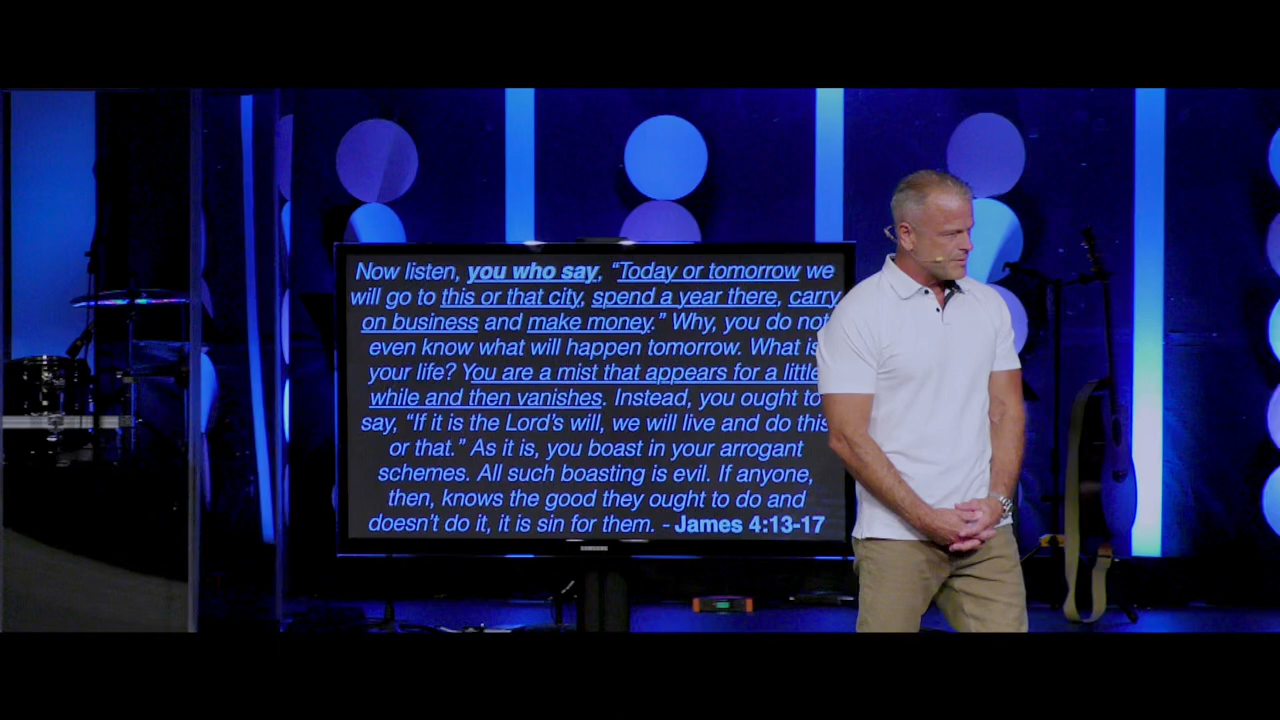 Now listen, you who say, “Today or tomorrow we
will go to this or that city, spend a year there, carry
on business and make money.” Why, you do not
even know what will happen tomorrow. What is
your life? You are a mist that appears for a little
while and then vanishes. Instead, you ought to
say, “If it is the Lord’s will, we will live and do this
or that.” As it is, you boast in your arrogant
schemes. All such boasting is evil. If anyone,
then, knows the good they ought to do and
doesn’t do it, it is sin for them. - James 4:13-17